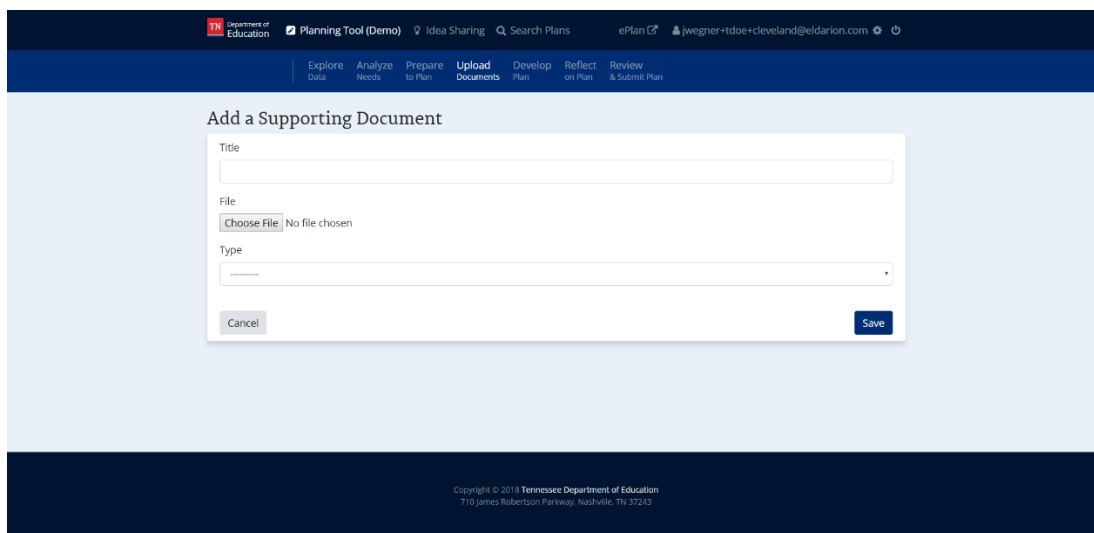 TN Department of Education
Planning Tool (Demo) Idea Sharing Search Plans ePlan jwegner+tdoe+cleveland@eldarion.com
Explore Data
Analyze Needs
Prepare to Plan
Upload Documents
Develop Plan
Reflect on Plan
Review & Submit Plan
Add a Supporting Document
Title
File
Choose File No file chosen
Type
---------
Cancel Save
Copyright © 2018 Tennessee Department of Education
710 James Robertson Parkway, Nashville, TN 37243